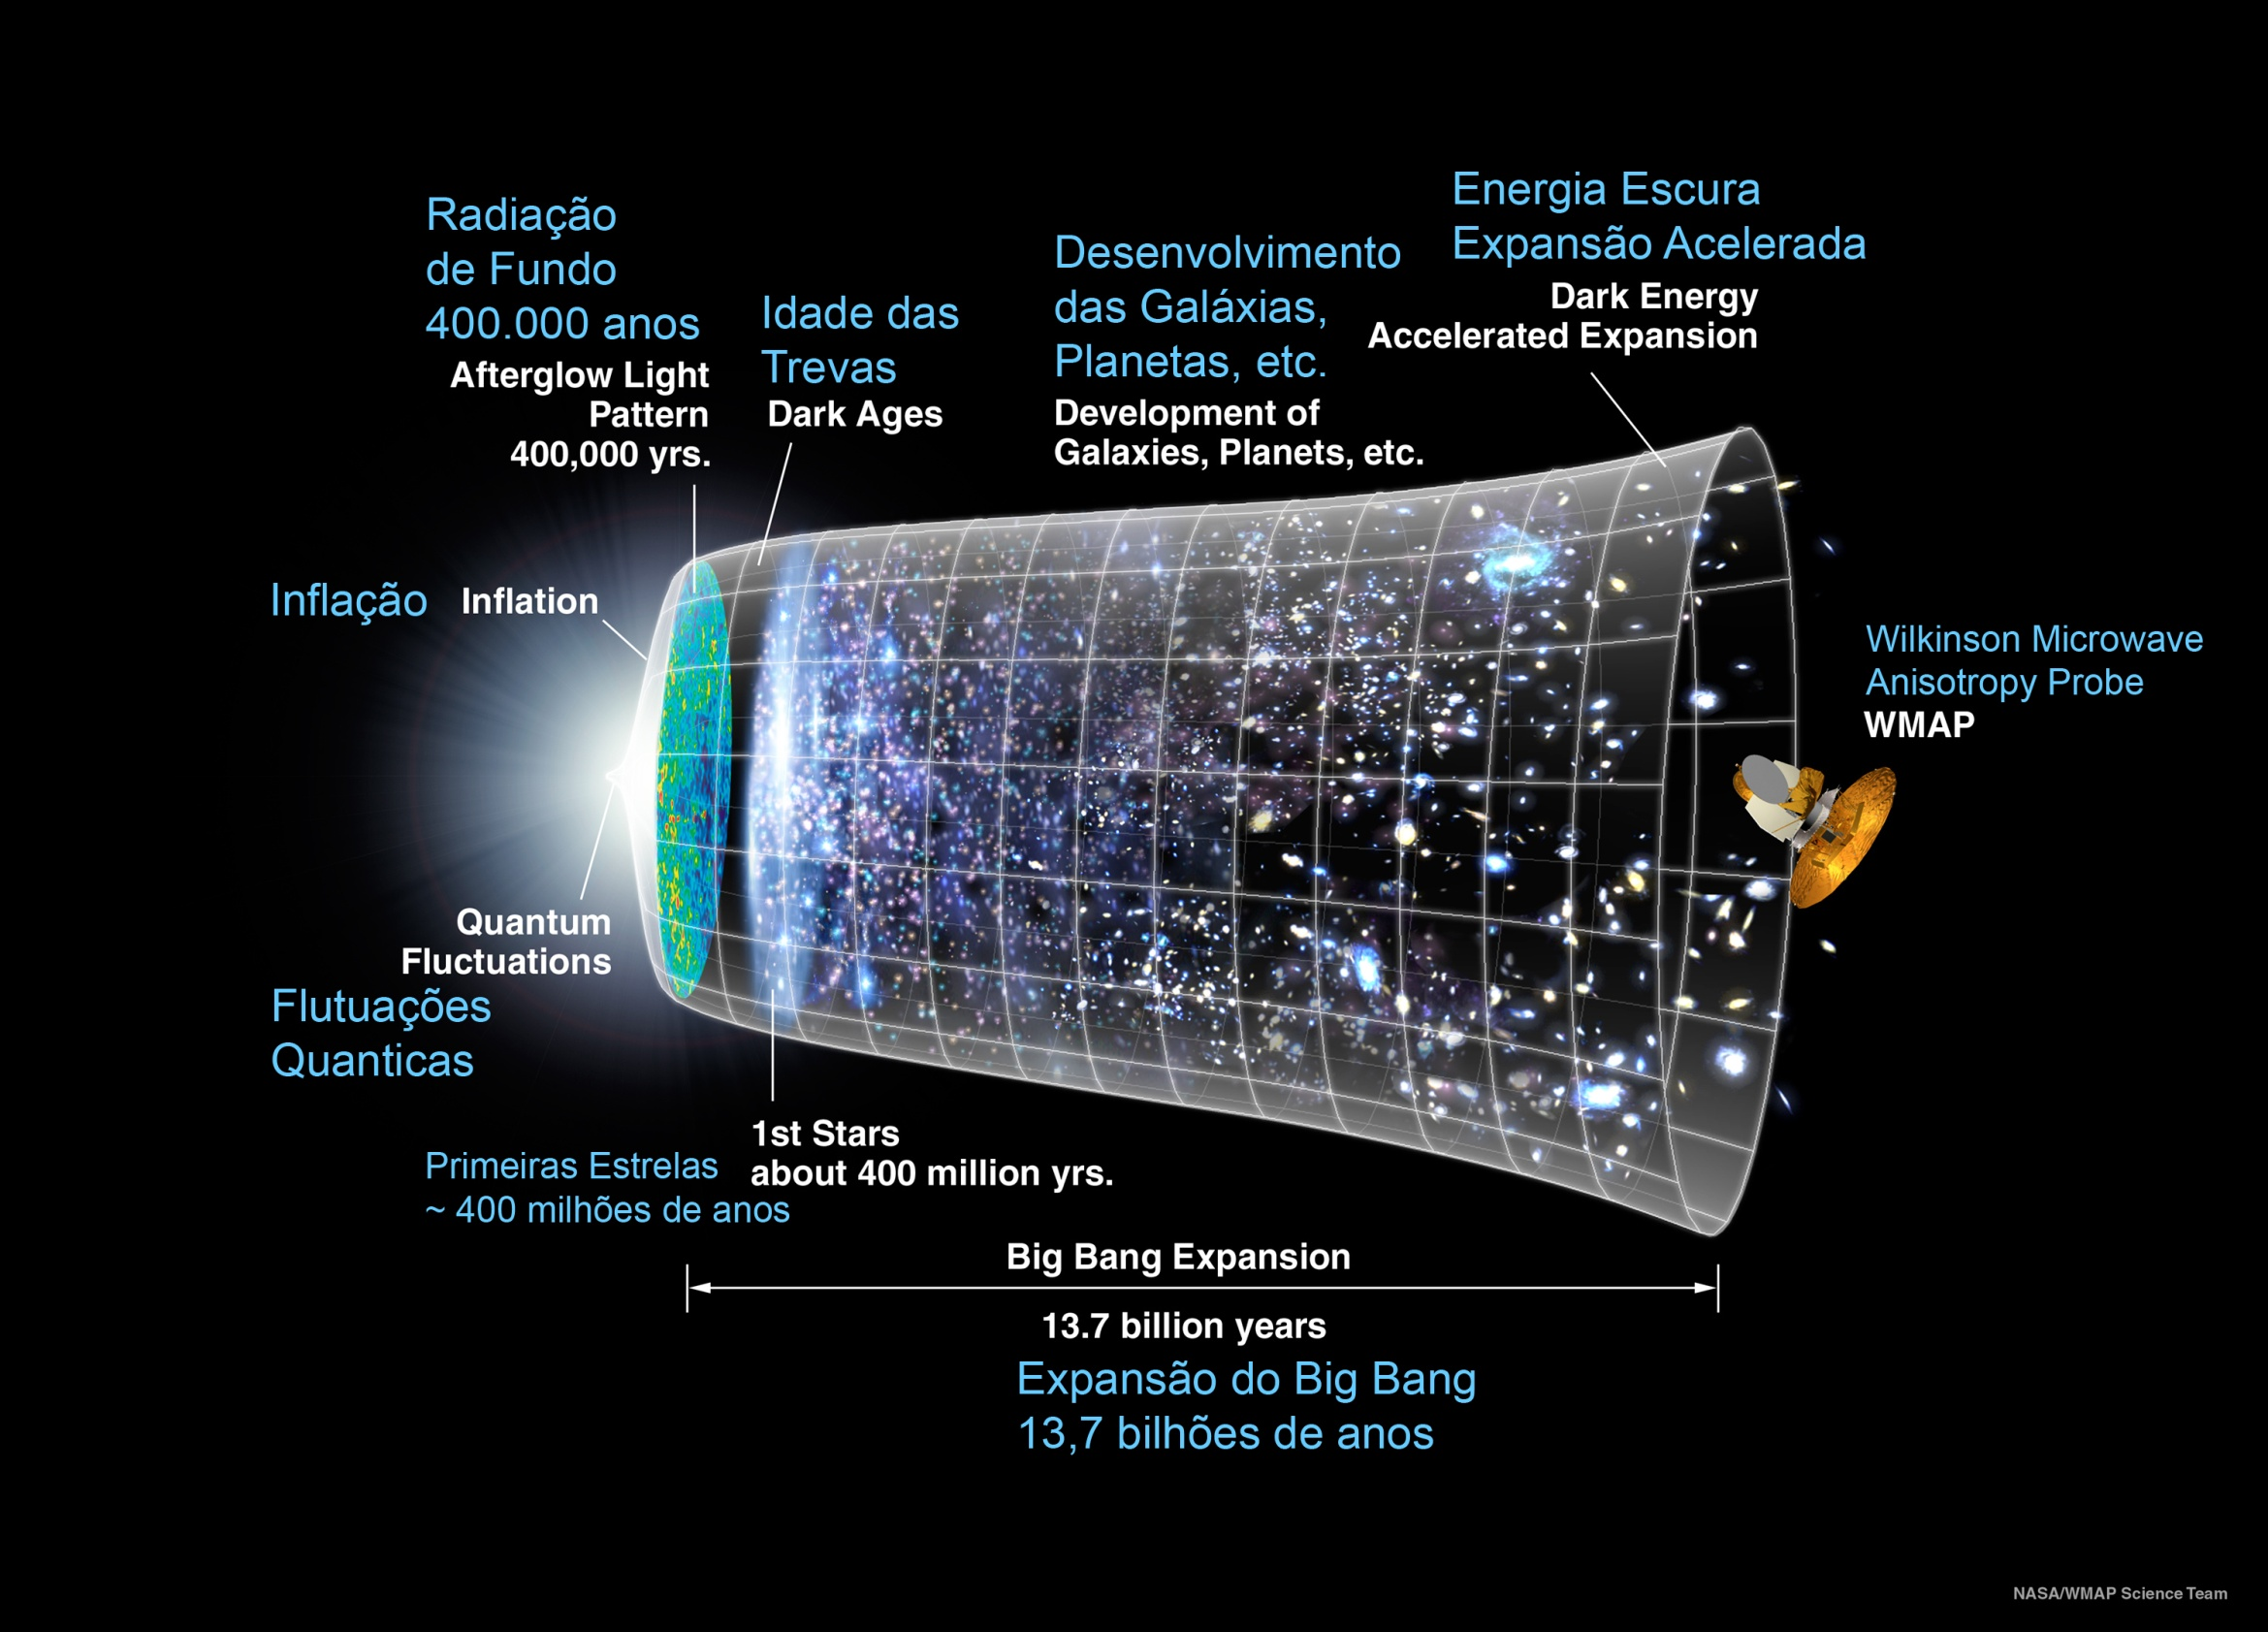 Radiação
de Fundo
400.000 anos
Afterglow Light
Pattern
400,000 yrs.
Idade das
Trevas
Dark Ages
Desenvolvimento
das Galáxias,
Planetas, etc.
Development of
Galaxies, Planets, etc.
Energia Escura
Expansão Acelerada
Dark Energy
Accelerated Expansion
Inflação
Inflation
Wilkinson Microwave
Anisotropy Probe
WMAP
Quantum
Fluctuations
Flutuações
Quanticas
1st Stars
about 400 million yrs.
Primeiras Estrelas
~ 400 milhões de anos
Big Bang Expansion
13.7 billion years
Expansão do Big Bang
13,7 bilhões de anos
NASA/WMAP Science Team